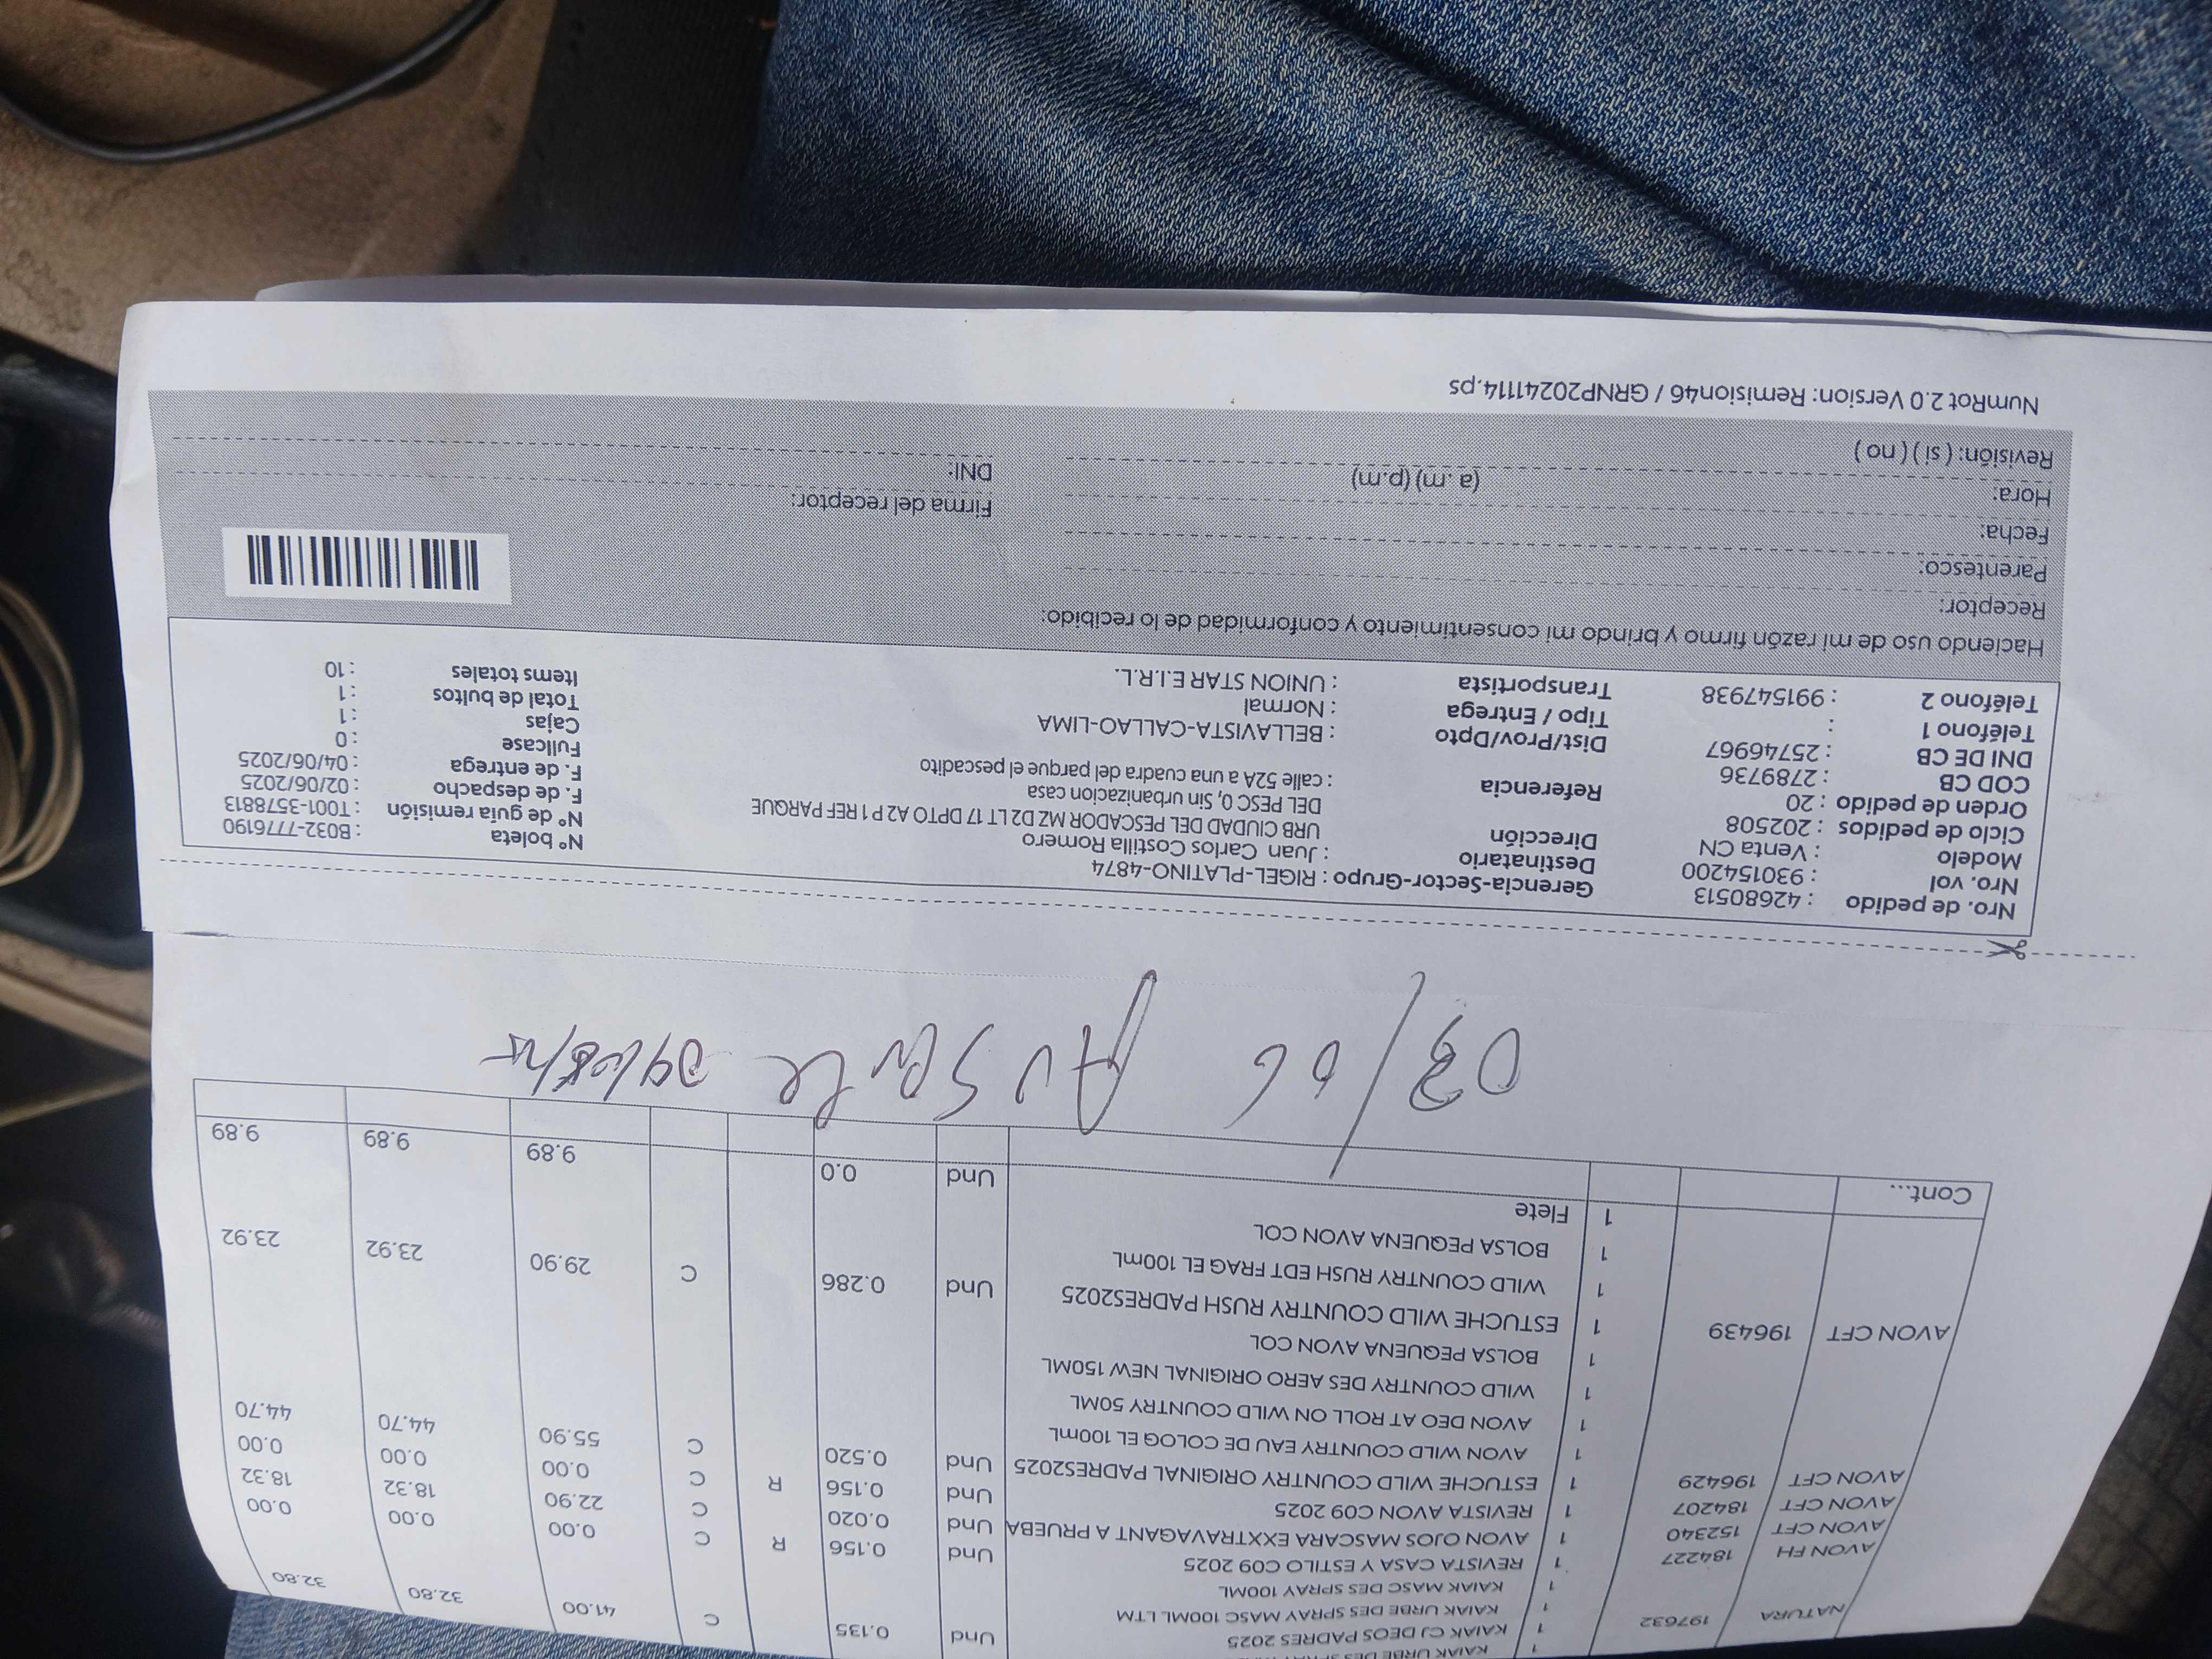 KAIAK URBE DES SPRAY
1 KAIAK CJ DEOS PADRES 2025
NATURA 197632 1 KAIAK URBE DES SPRAY MASC 100ML LTM Und 0.135 C 41.00 32.80 32.80
1 KAIAK MASC DES SPRAY 100ML
AVON FH 184227 1 REVISTA CASA Y ESTILO C09 2025 Und 0.156 R C 0.00 0.00 0.00
AVON CFT 152340 1 AVON OJOS MASCARA EXXTRAVAGANT A PRUEBA Und 0.020 C 22.90 18.32 18.32
AVON CFT 184207 1 REVISTA AVON C09 2025 Und 0.156 R C 0.00 0.00 0.00
AVON CFT 196429 1 ESTUCHE WILD COUNTRY ORIGINAL PADRES2025 Und 0.520 C 55.90 44.70 44.70
1 AVON WILD COUNTRY EAU DE COLOG EL 100mL
1 AVON DEO AT ROLL ON WILD COUNTRY 50ML
1 WILD COUNTRY DES AERO ORIGINAL NEW 150ML
1 BOLSA PEQUENA AVON COL
AVON CFT 196439 1 ESTUCHE WILD COUNTRY RUSH PADRES2025 Und 0.286 C 29.90 23.92 23.92
1 WILD COUNTRY RUSH EDT FRAG EL 100mL
1 BOLSA PEQUENA AVON COL
1 Flete Und 0.0 9.89 9.89 9.89
Cont...
03/06 AUSENTE
Nro. de pedido : 42680513
Nro. vol : 930154200
Modelo : Venta CN
Ciclo de pedidos : 202508
Orden de pedido : 20
COD CB : 2789736
DNI DE CB : 25746967
Teléfono 1 :
Teléfono 2 : 991547938
Gerencia-Sector-Grupo : RIGEL-PLATINO-4874
Destinatario : Juan Carlos Costilla Romero
Dirección URB CIUDAD DEL PESCADOR MZ D2 LT 17 DPTO A2 P 1 REF PARQUE
DEL PESC 0, Sin urbanizacion casa
Referencia : calle 52A a una cuadra del parque el pescadito
Dist/Prov/Dpto : BELLAVISTA-CALLAO-LIMA
Tipo / Entrega : Normal
Transportista : UNION STAR E.I.R.L.
N° boleta : B032-7776190
N° de guía remisión : T001-3578813
F. de despacho : 02/06/2025
F. de entrega : 04/06/2025
Fullcase : 0
Cajas : 1
Total de bultos : 1
Items totales : 10
Haciendo uso de mi razón firmo y brindo mi consentimiento y conformidad de lo recibido:
Receptor:
Parentesco:
Fecha:
Hora: (a .m) (p.m)
Revisión: ( si ) ( no )
Firma del receptor:
DNI:
NumRot 2.0 Version: Remision46 / GRNP20241114.ps